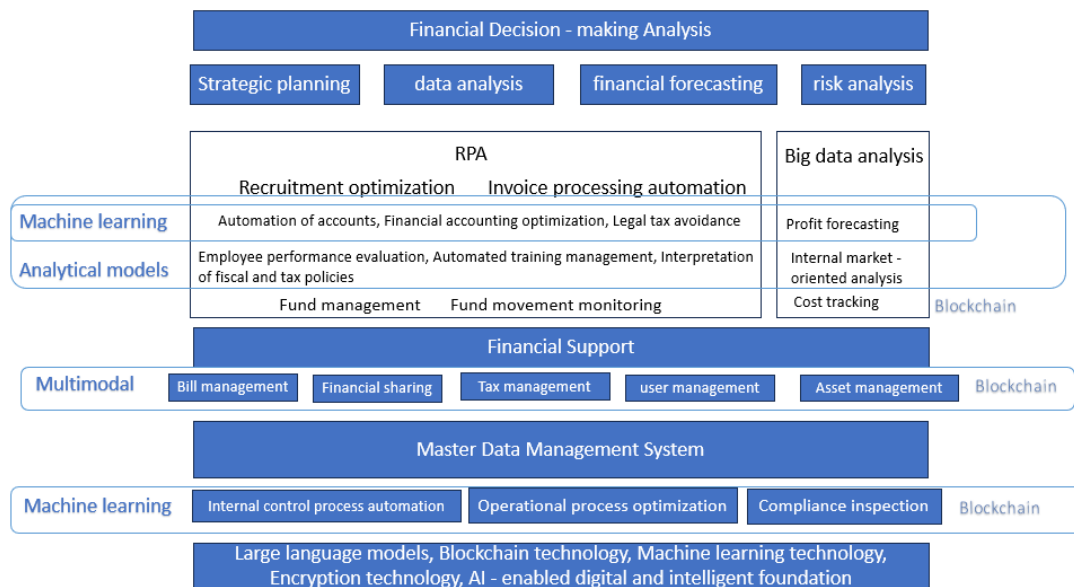 Financial Decision - making Analysis
Strategic planning
data analysis
financial forecasting
risk analysis
RPA
Big data analysis
Recruitment optimization
Invoice processing automation
Machine learning
Automation of accounts, Financial accounting optimization, Legal tax avoidance
Profit forecasting
Analytical models
Employee performance evaluation, Automated training management, Interpretation
of fiscal and tax policies
Internal market -
oriented analysis
Fund management
Fund movement monitoring
Cost tracking
Blockchain
Financial Support
Multimodal
Bill management
Financial sharing
Tax management
user management
Asset management
Blockchain
Master Data Management System
Machine learning
Internal control process automation
Operational process optimization
Compliance inspection
Blockchain
Large language models, Blockchain technology, Machine learning technology,
Encryption technology, AI - enabled digital and intelligent foundation